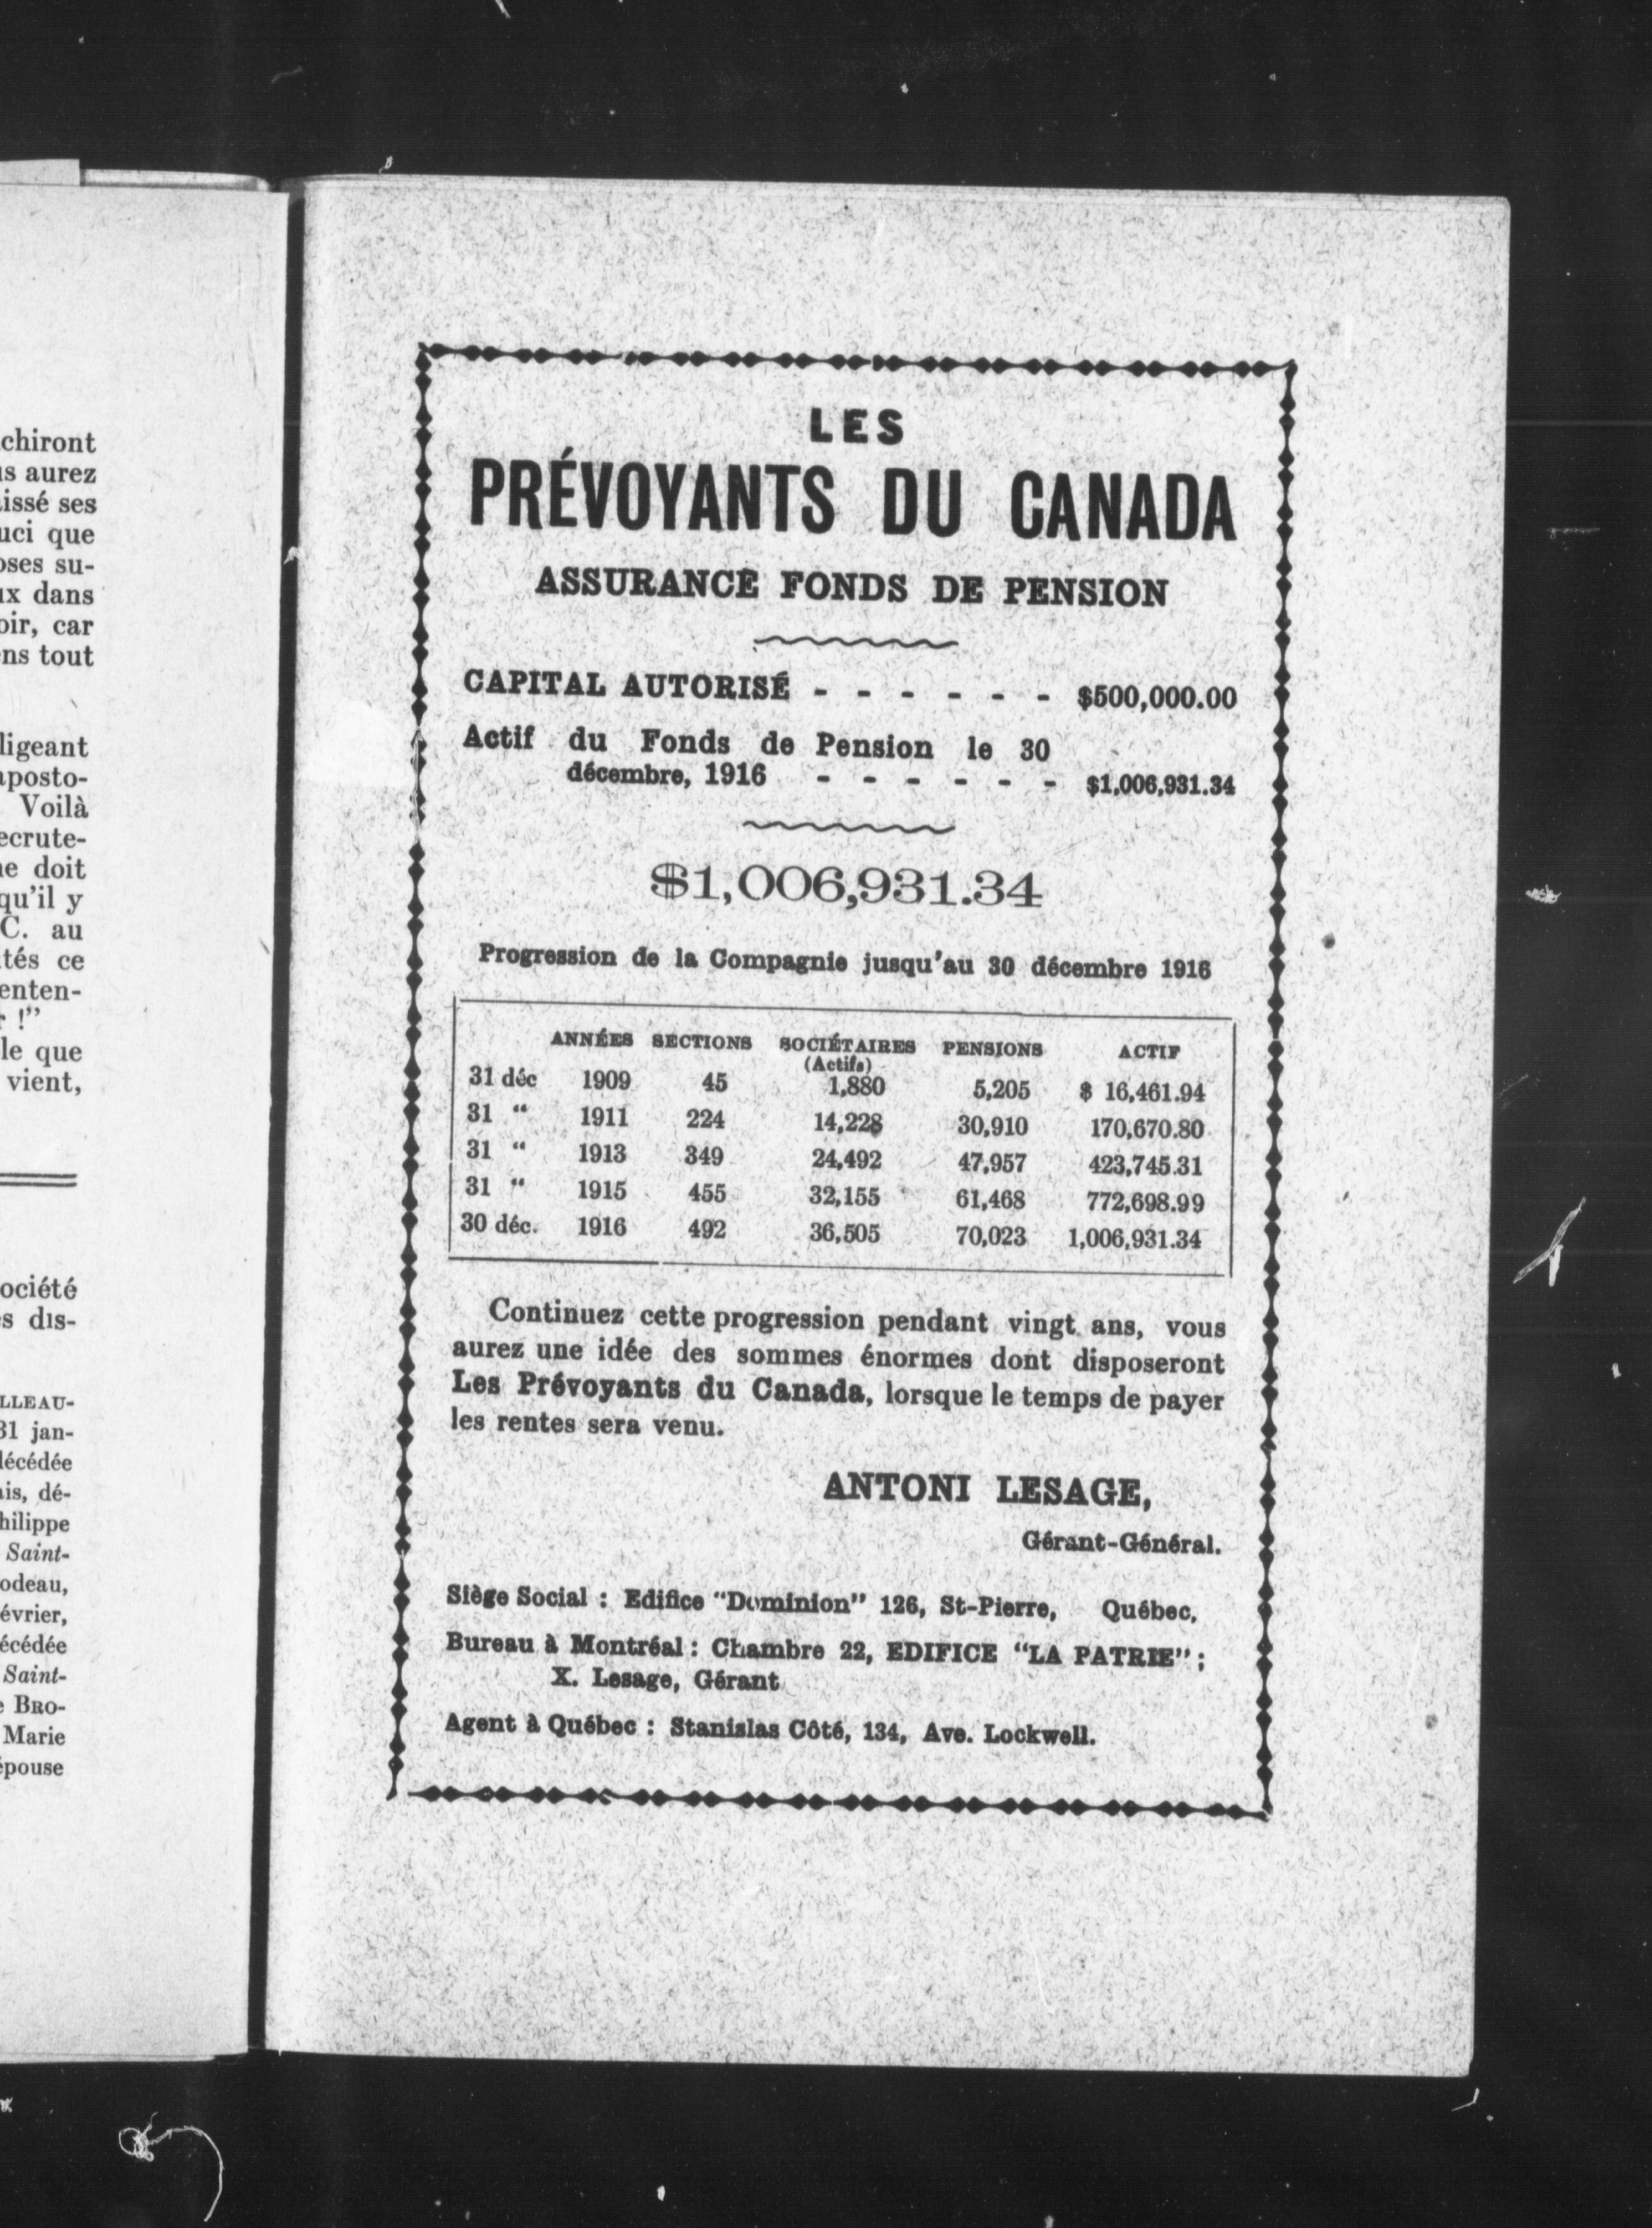 chiront
us aurez
issé ses
uci que
oses su-
ux dans
oir, car
ens tout
ligeant
aposto-
Voilà
ecrute-
ne doit
qu'il y
C. au
tés ce
enten-
r !"
le que
vient,
ociété
s dis-
LLEAU-
31 jan-
décédée
ais, dé-
hilippe
Saint-
odeau,
évrier,
écédée
Saint-
e BRO-
Marie
épouse
LES
PRÉVOYANTS DU CANADA
ASSURANCE FONDS DE PENSION
CAPITAL AUTORISÉ - - - - - - $500,000.00
Actif du Fonds de Pension le 30
décembre, 1916 - - - - - - $1,006,931.34
$1,006,931.34
Progression de la Compagnie jusqu'au 30 décembre 1916
ANNÉES SECTIONS SOCIÉTAIRES PENSIONS ACTIF
(Actifs)
31 déc 1909 45 1,880 5,205 $ 16,461.94
31 " 1911 224 14,228 30,910 170,670.80
31 " 1913 349 24,492 47,957 423,745.31
31 " 1915 455 32,155 61,468 772,698.99
30 déc. 1916 492 36,505 70,023 1,006,931.34
Continuez cette progression pendant vingt ans, vous
aurez une idée des sommes énormes dont disposeront
Les Prévoyants du Canada, lorsque le temps de payer
les rentes sera venu.
ANTONI LESAGE,
Gérant-Général.
Siège Social : Edifice "Dominion" 126, St-Pierre, Québec,
Bureau à Montréal : Chambre 22, EDIFICE "LA PATRIE" ;
X. Lesage, Gérant
Agent à Québec : Stanislas Côté, 134, Ave. Lockwell.